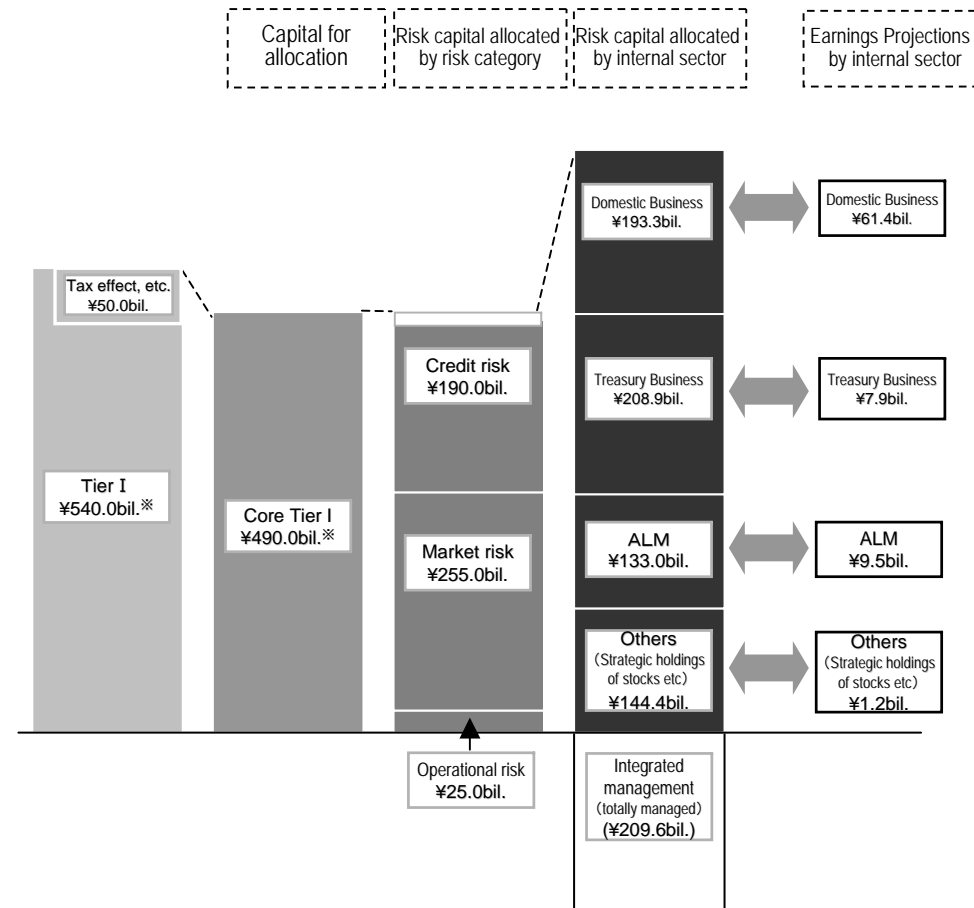 Capital for
allocation
Risk capital allocated
by risk category
Risk capital allocated
by internal sector
Earnings Projections
by internal sector
Tax effect, etc.
¥50.0bil.
Tier I
¥540.0bil.※
Core Tier I
¥490.0bil.※
Credit risk
¥190.0bil.
Market risk
¥255.0bil.
Operational risk
¥25.0bil.
Domestic Business
¥193.3bil.
Treasury Business
¥208.9bil.
ALM
¥133.0bil.
Others
(Strategic holdings
of stocks etc)
¥144.4bil.
Integrated
management
(totally managed)
(¥209.6bil.)
Domestic Business
¥61.4bil.
Treasury Business
¥7.9bil.
ALM
¥9.5bil.
Others
(Strategic holdings
of stocks etc)
¥1.2bil.